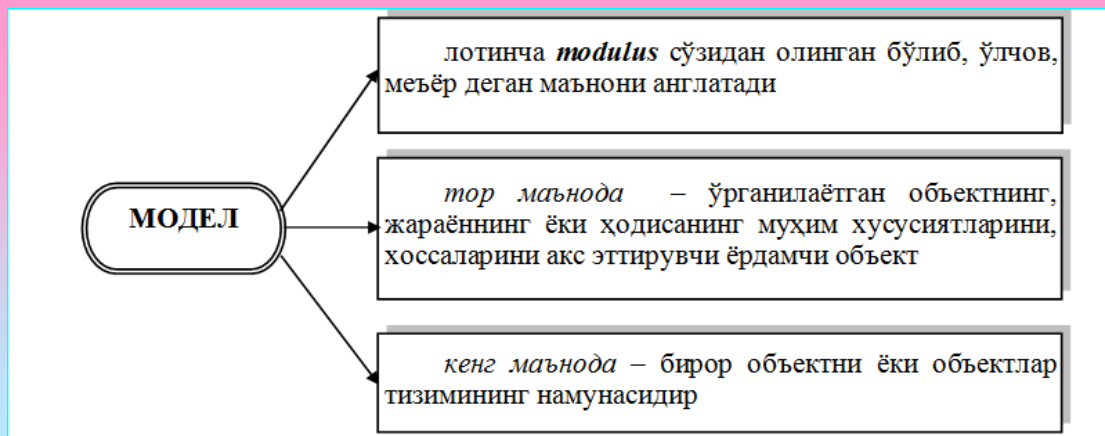 лотинча modulus сўзидан олинган бўлиб, ўлчов,
меъёр деган маънони англатади
МОДЕЛ
тор маънода – ўрганилаётган объектнинг,
жараённинг ёки ҳодисанинг муҳим хусусиятларини,
хоссаларини акс эттирувчи ёрдамчи объект
кенг маънода – бирор объектни ёки объектлар
тизимининг намунасидир